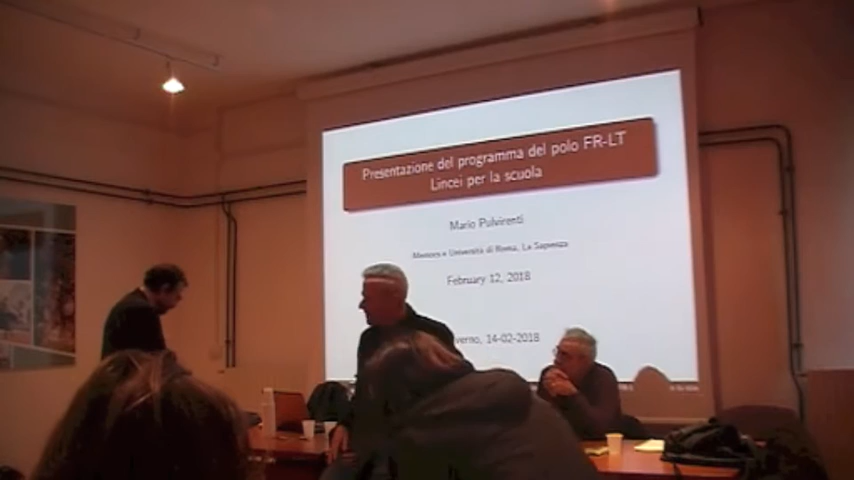 Presentazione del programma del polo FR-LT
Lincei per la scuola
Mario Pulvirenti
e Università di Roma, La Sapienza
February 12, 2018
verno, 14-02-2018